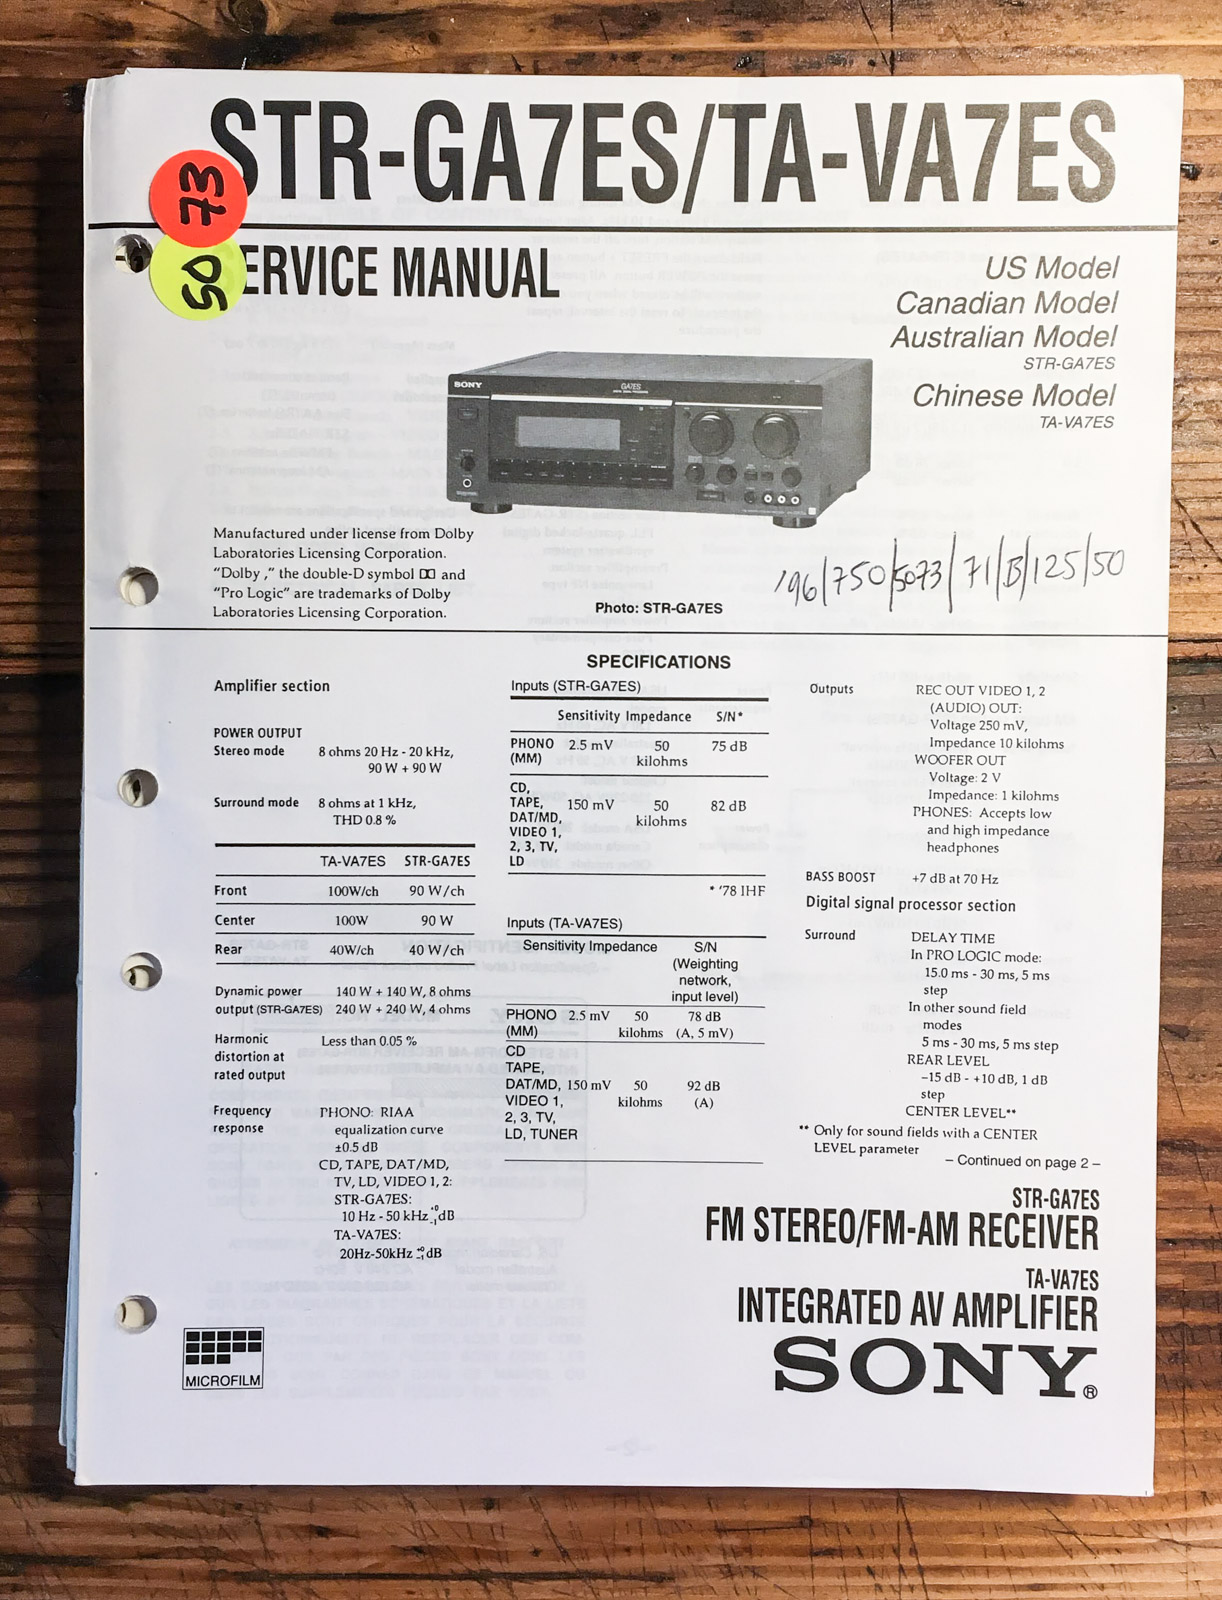 STR-GA7ES/TA-VA7ES
73
50
ERVICE MANUAL
US Model
Canadian Model
Australian Model
STR-GA7ES
Chinese Model
TA-VA7ES
SONY
GA7ES
Manufactured under license from Dolby
Laboratories Licensing Corporation.
“Dolby ,” the double-D symbol and
“Pro Logic” are trademarks of Dolby
Laboratories Licensing Corporation.
Photo: STR-GA7ES
'96/750/5073/71/B/125/50
SPECIFICATIONS
Amplifier section
POWER OUTPUT
Stereo mode 8 ohms 20 Hz - 20 kHz,
90 W + 90 W
Surround mode 8 ohms at 1 kHz,
THD 0.8 %
TA-VA7ES STR-GA7ES
Front 100W/ch 90 W/ch
Center 100W 90 W
Rear 40W/ch 40 W/ch
Dynamic power 140 W + 140 W, 8 ohms
output (STR-GA7ES) 240 W + 240 W, 4 ohms
Harmonic Less than 0.05 %
distortion at
rated output
Frequency PHONO: RIAA
response equalization curve
±0.5 dB
CD, TAPE, DAT/MD,
TV, LD, VIDEO 1, 2:
STR-GA7ES:
10 Hz - 50 kHz +0 -1 dB
TA-VA7ES:
20Hz-50kHz +0 -1 dB
Inputs (STR-GA7ES)
Sensitivity Impedance S/N*
PHONO 2.5 mV 50 75 dB
(MM) kilohms
CD,
TAPE, 150 mV 50 82 dB
DAT/MD, kilohms
VIDEO 1,
2, 3, TV,
LD
* '78 IHF
Inputs (TA-VA7ES)
Sensitivity Impedance S/N
(Weighting
network,
input level)
PHONO 2.5 mV 50 78 dB
(MM) kilohms (A, 5 mV)
CD
TAPE,
DAT/MD, 150 mV 50 92 dB
VIDEO 1, kilohms (A)
2, 3, TV,
LD, TUNER
Outputs REC OUT VIDEO 1, 2
(AUDIO) OUT:
Voltage 250 mV,
Impedance 10 kilohms
WOOFER OUT
Voltage: 2 V
Impedance: 1 kilohms
PHONES: Accepts low
and high impedance
headphones
BASS BOOST +7 dB at 70 Hz
Digital signal processor section
Surround DELAY TIME
In PRO LOGIC mode:
15.0 ms - 30 ms, 5 ms
step
In other sound field
modes
5 ms - 30 ms, 5 ms step
REAR LEVEL
–15 dB - +10 dB, 1 dB
step
CENTER LEVEL**
** Only for sound fields with a CENTER
LEVEL parameter
– Continued on page 2 –
STR-GA7ES
FM STEREO/FM-AM RECEIVER
TA-VA7ES
INTEGRATED AV AMPLIFIER
SONY®
MICROFILM